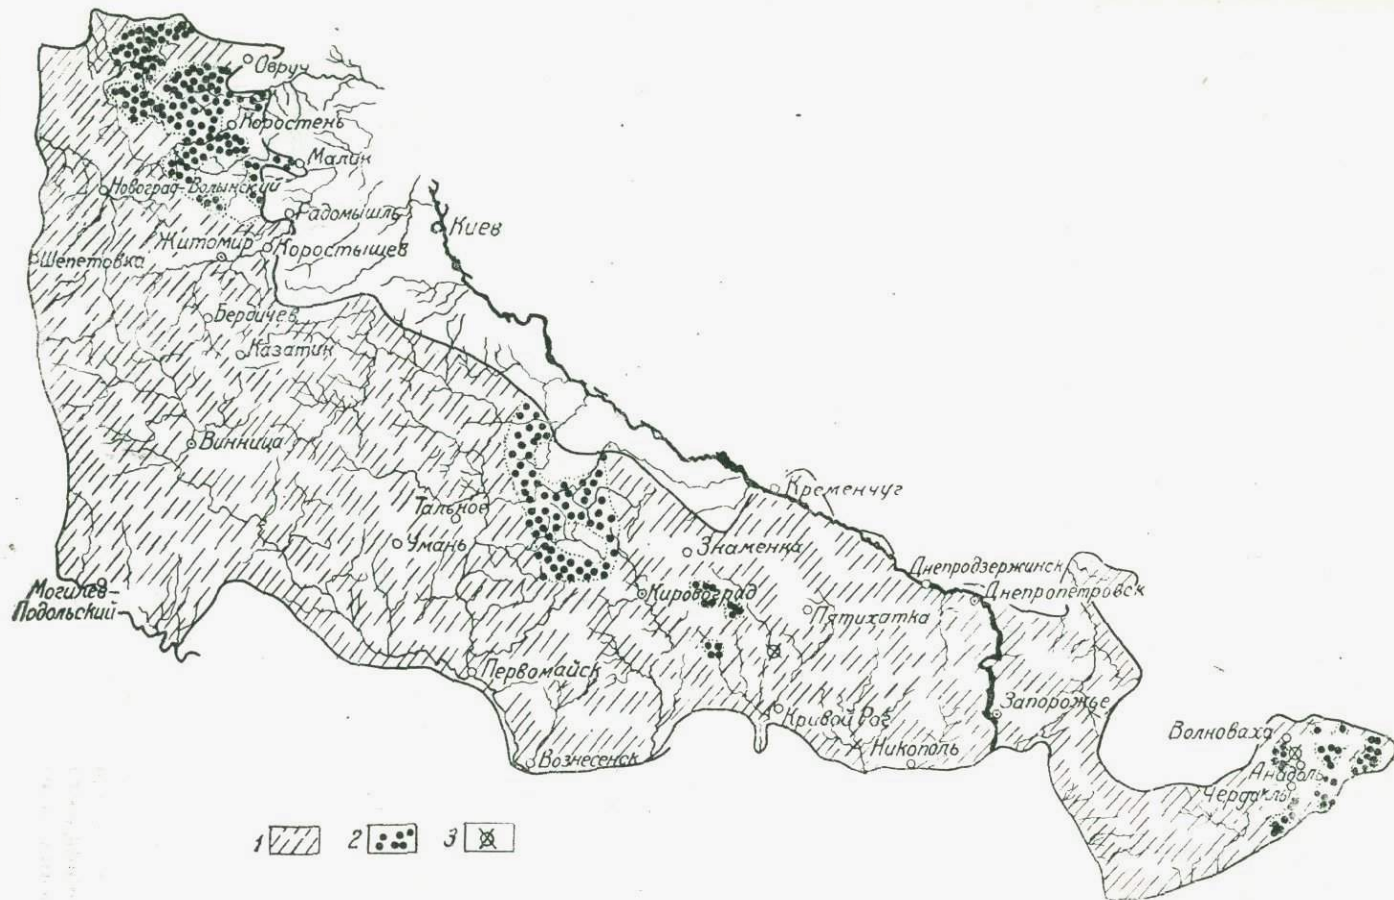 Овруч
Коростень
Малин
Новоград-Волынский
Радомышль
Киев
Житомир
Коростышев
Шепетовка
Бердичев
Казатик
Винница
Тальное
Умань
Кременчуг
Знаменка
Могилев-
Подольский
Кировоград
Днепродзержинск
Днепропетровск
Пятихатка
Первомайск
Запорожье
Кривой Рог
Никополь
Вознесенск
Волноваха
Анадоль
Чердаклы
1 2 3